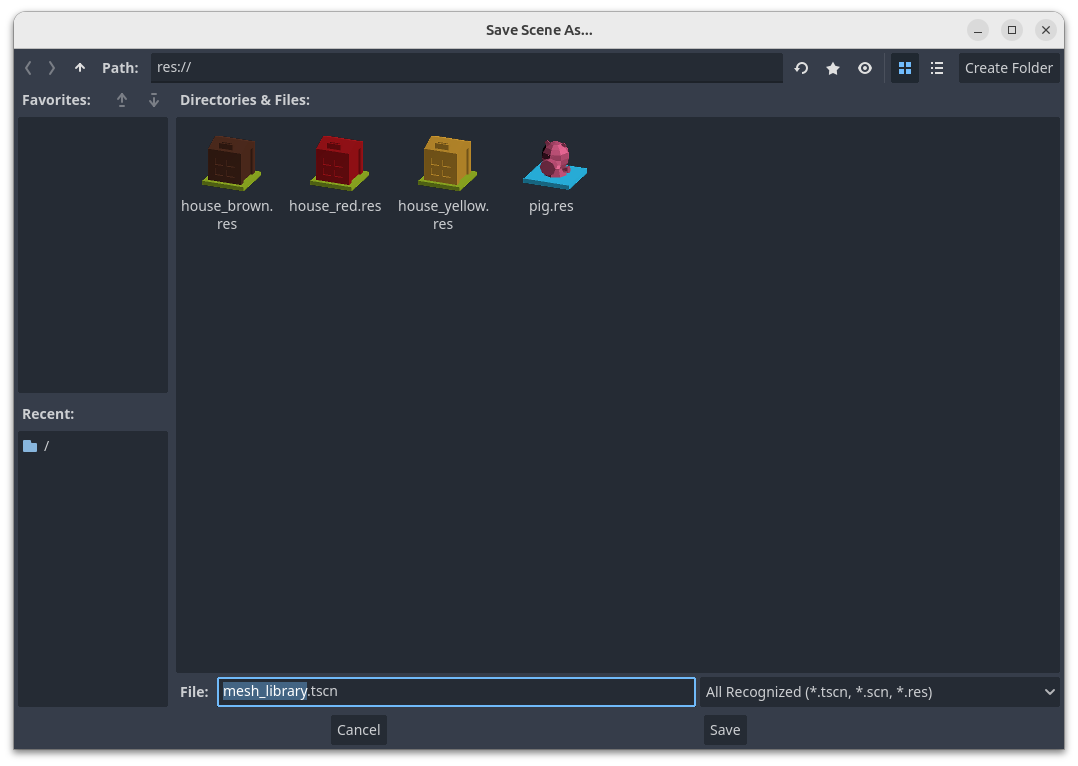 Save Scene As...
Path: res:// Create Folder
Favorites: Directories & Files:
house_brown.
res
house_red.res
house_yellow.
res
pig.res
Recent:
/
File: mesh_library.tscn All Recognized (*.tscn, *.scn, *.res)
Cancel Save